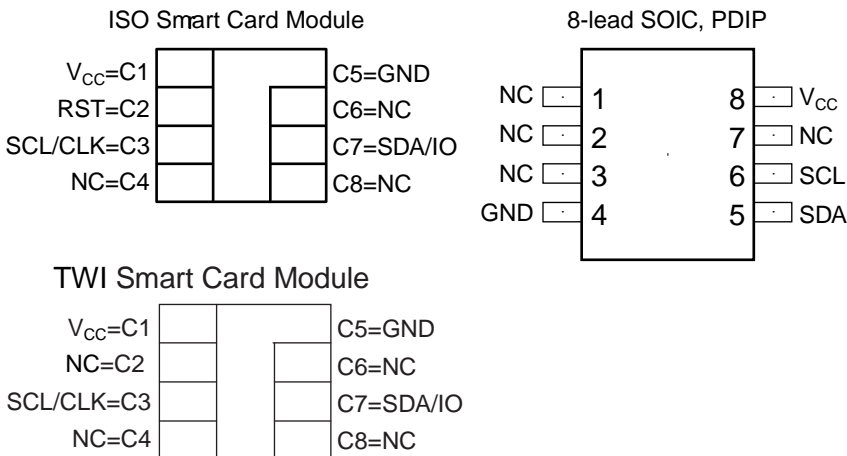 ISO Smart Card Module
V_CC=C1
C5=GND
RST=C2
C6=NC
SCL/CLK=C3
C7=SDA/IO
NC=C4
C8=NC
8-lead SOIC, PDIP
NC 1 8 V_CC
NC 2 7 NC
NC 3 6 SCL
GND 4 5 SDA
TWI Smart Card Module
V_CC=C1
C5=GND
NC=C2
C6=NC
SCL/CLK=C3
C7=SDA/IO
NC=C4
C8=NC